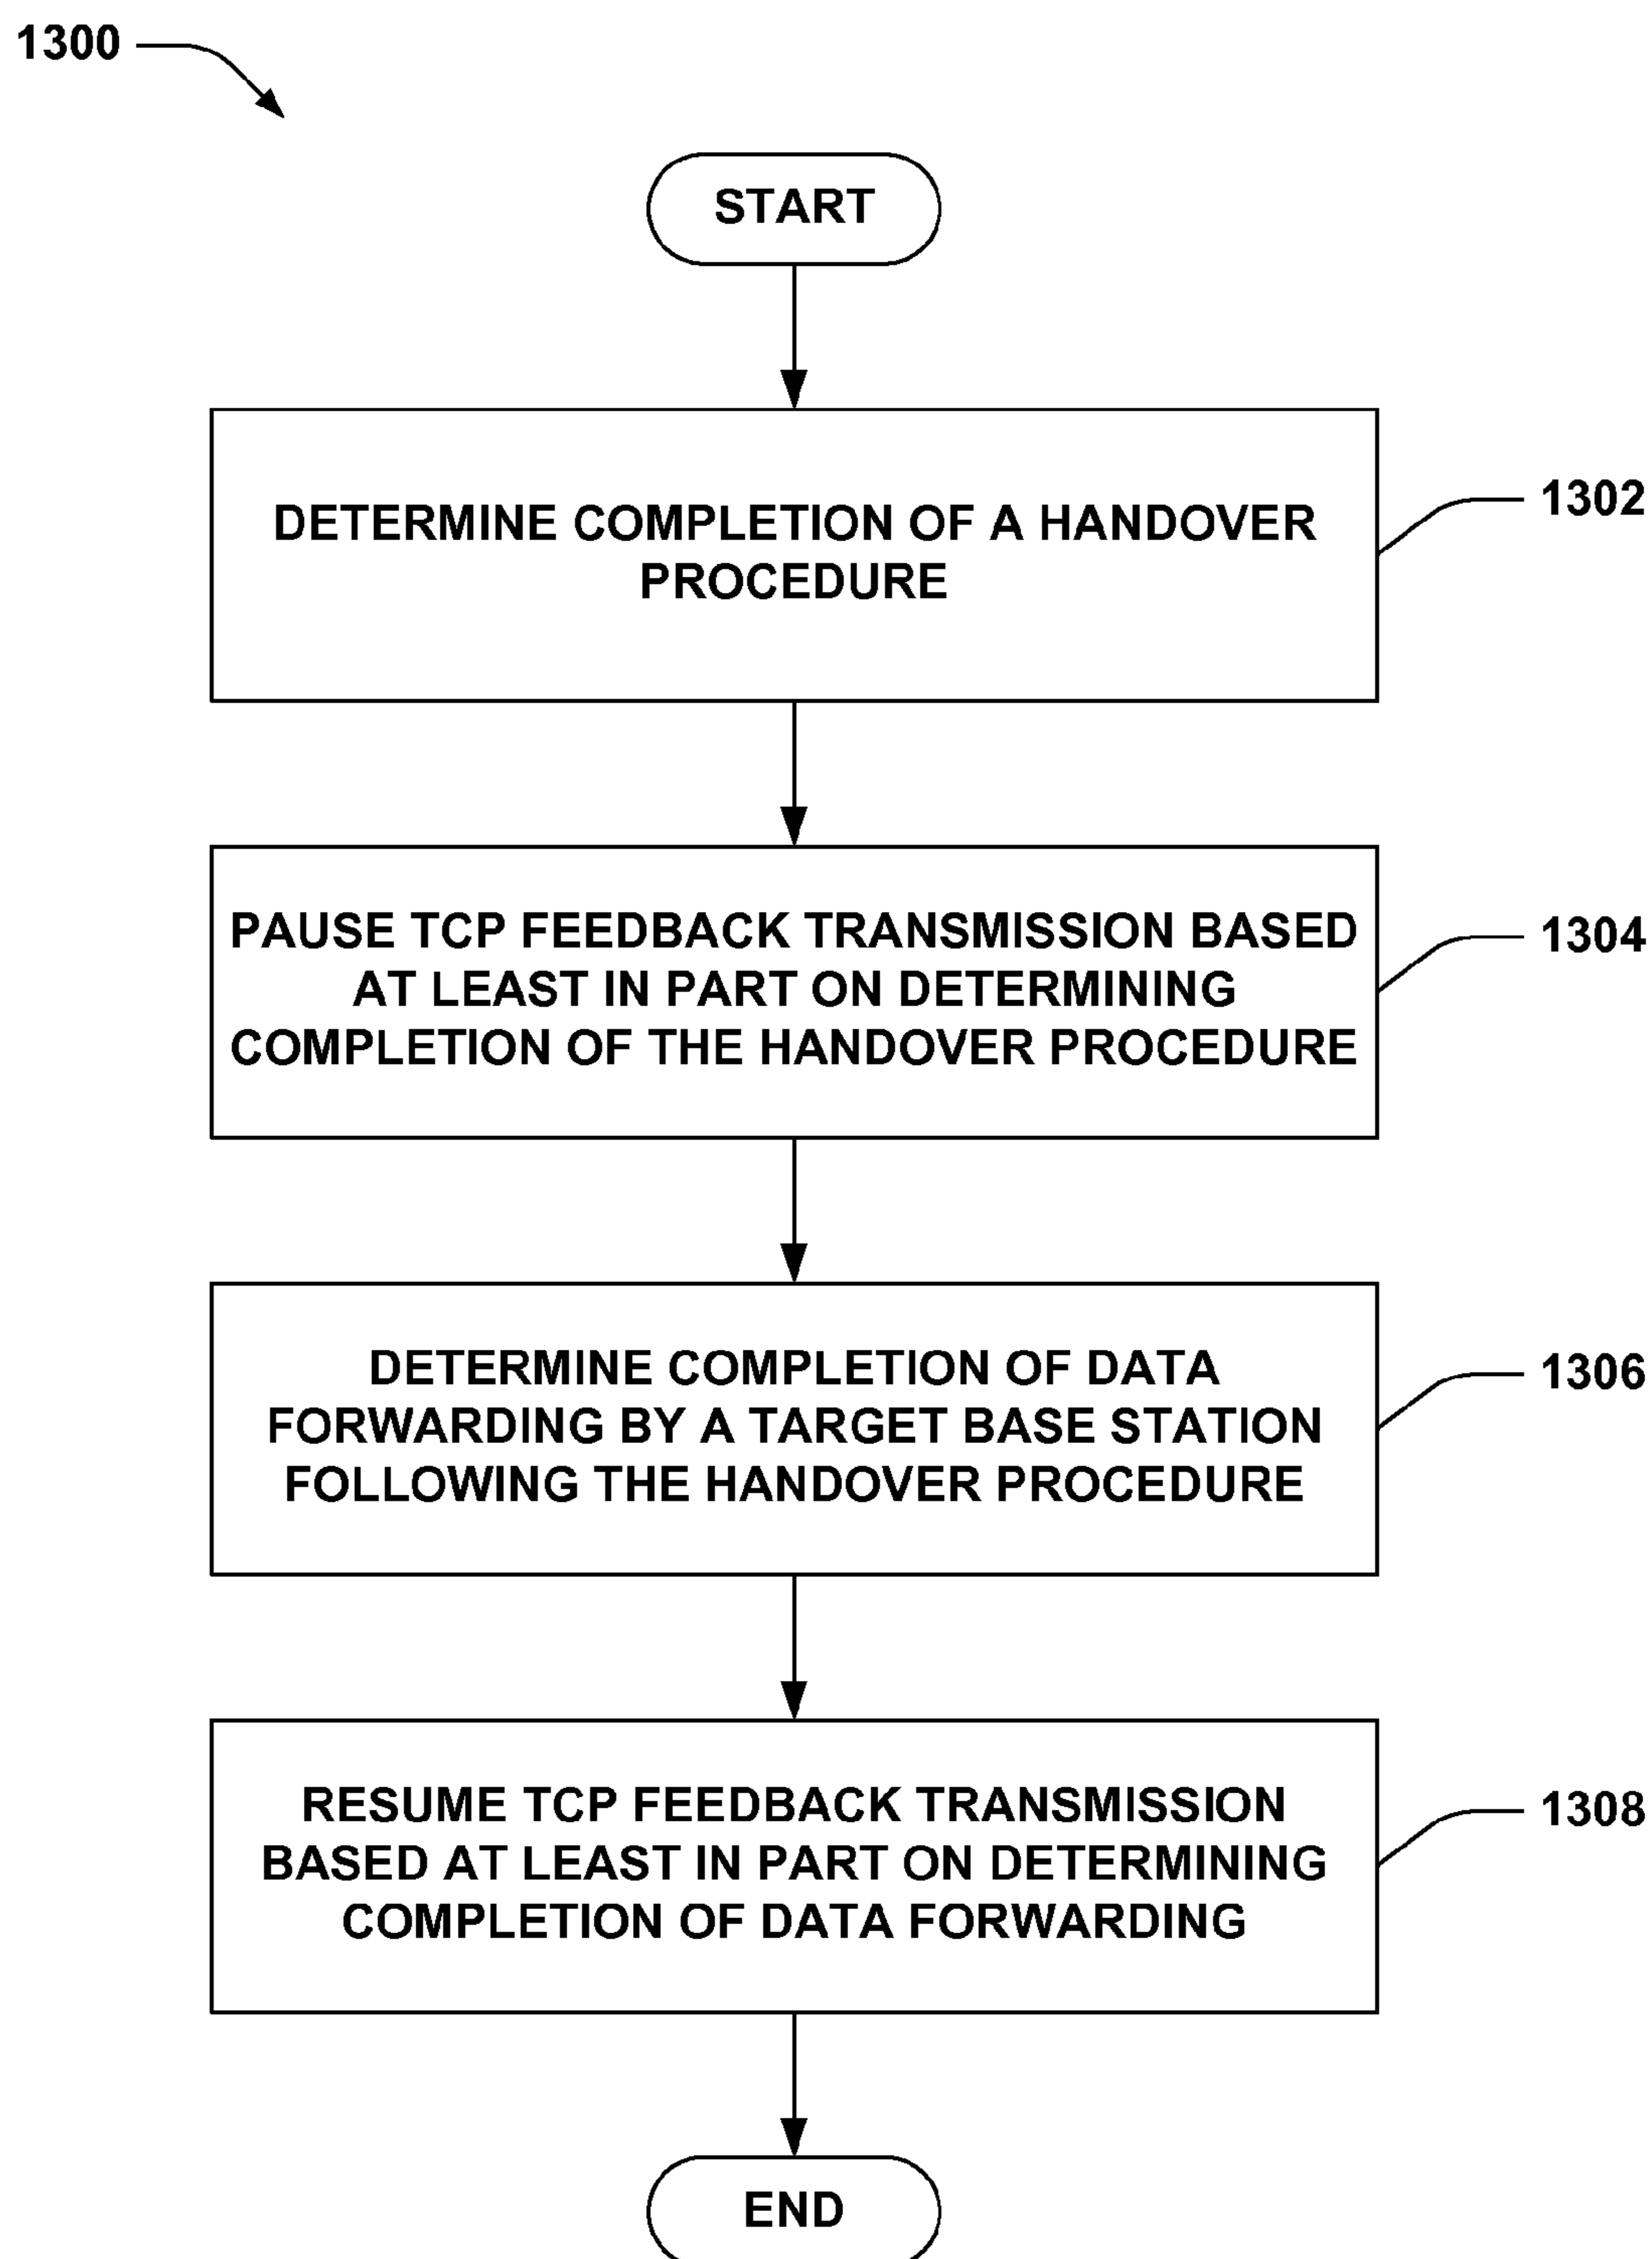 1300
START
DETERMINE COMPLETION OF A HANDOVER
PROCEDURE
1302
PAUSE TCP FEEDBACK TRANSMISSION BASED
AT LEAST IN PART ON DETERMINING
COMPLETION OF THE HANDOVER PROCEDURE
1304
DETERMINE COMPLETION OF DATA
FORWARDING BY A TARGET BASE STATION
FOLLOWING THE HANDOVER PROCEDURE
1306
RESUME TCP FEEDBACK TRANSMISSION
BASED AT LEAST IN PART ON DETERMINING
COMPLETION OF DATA FORWARDING
1308
END